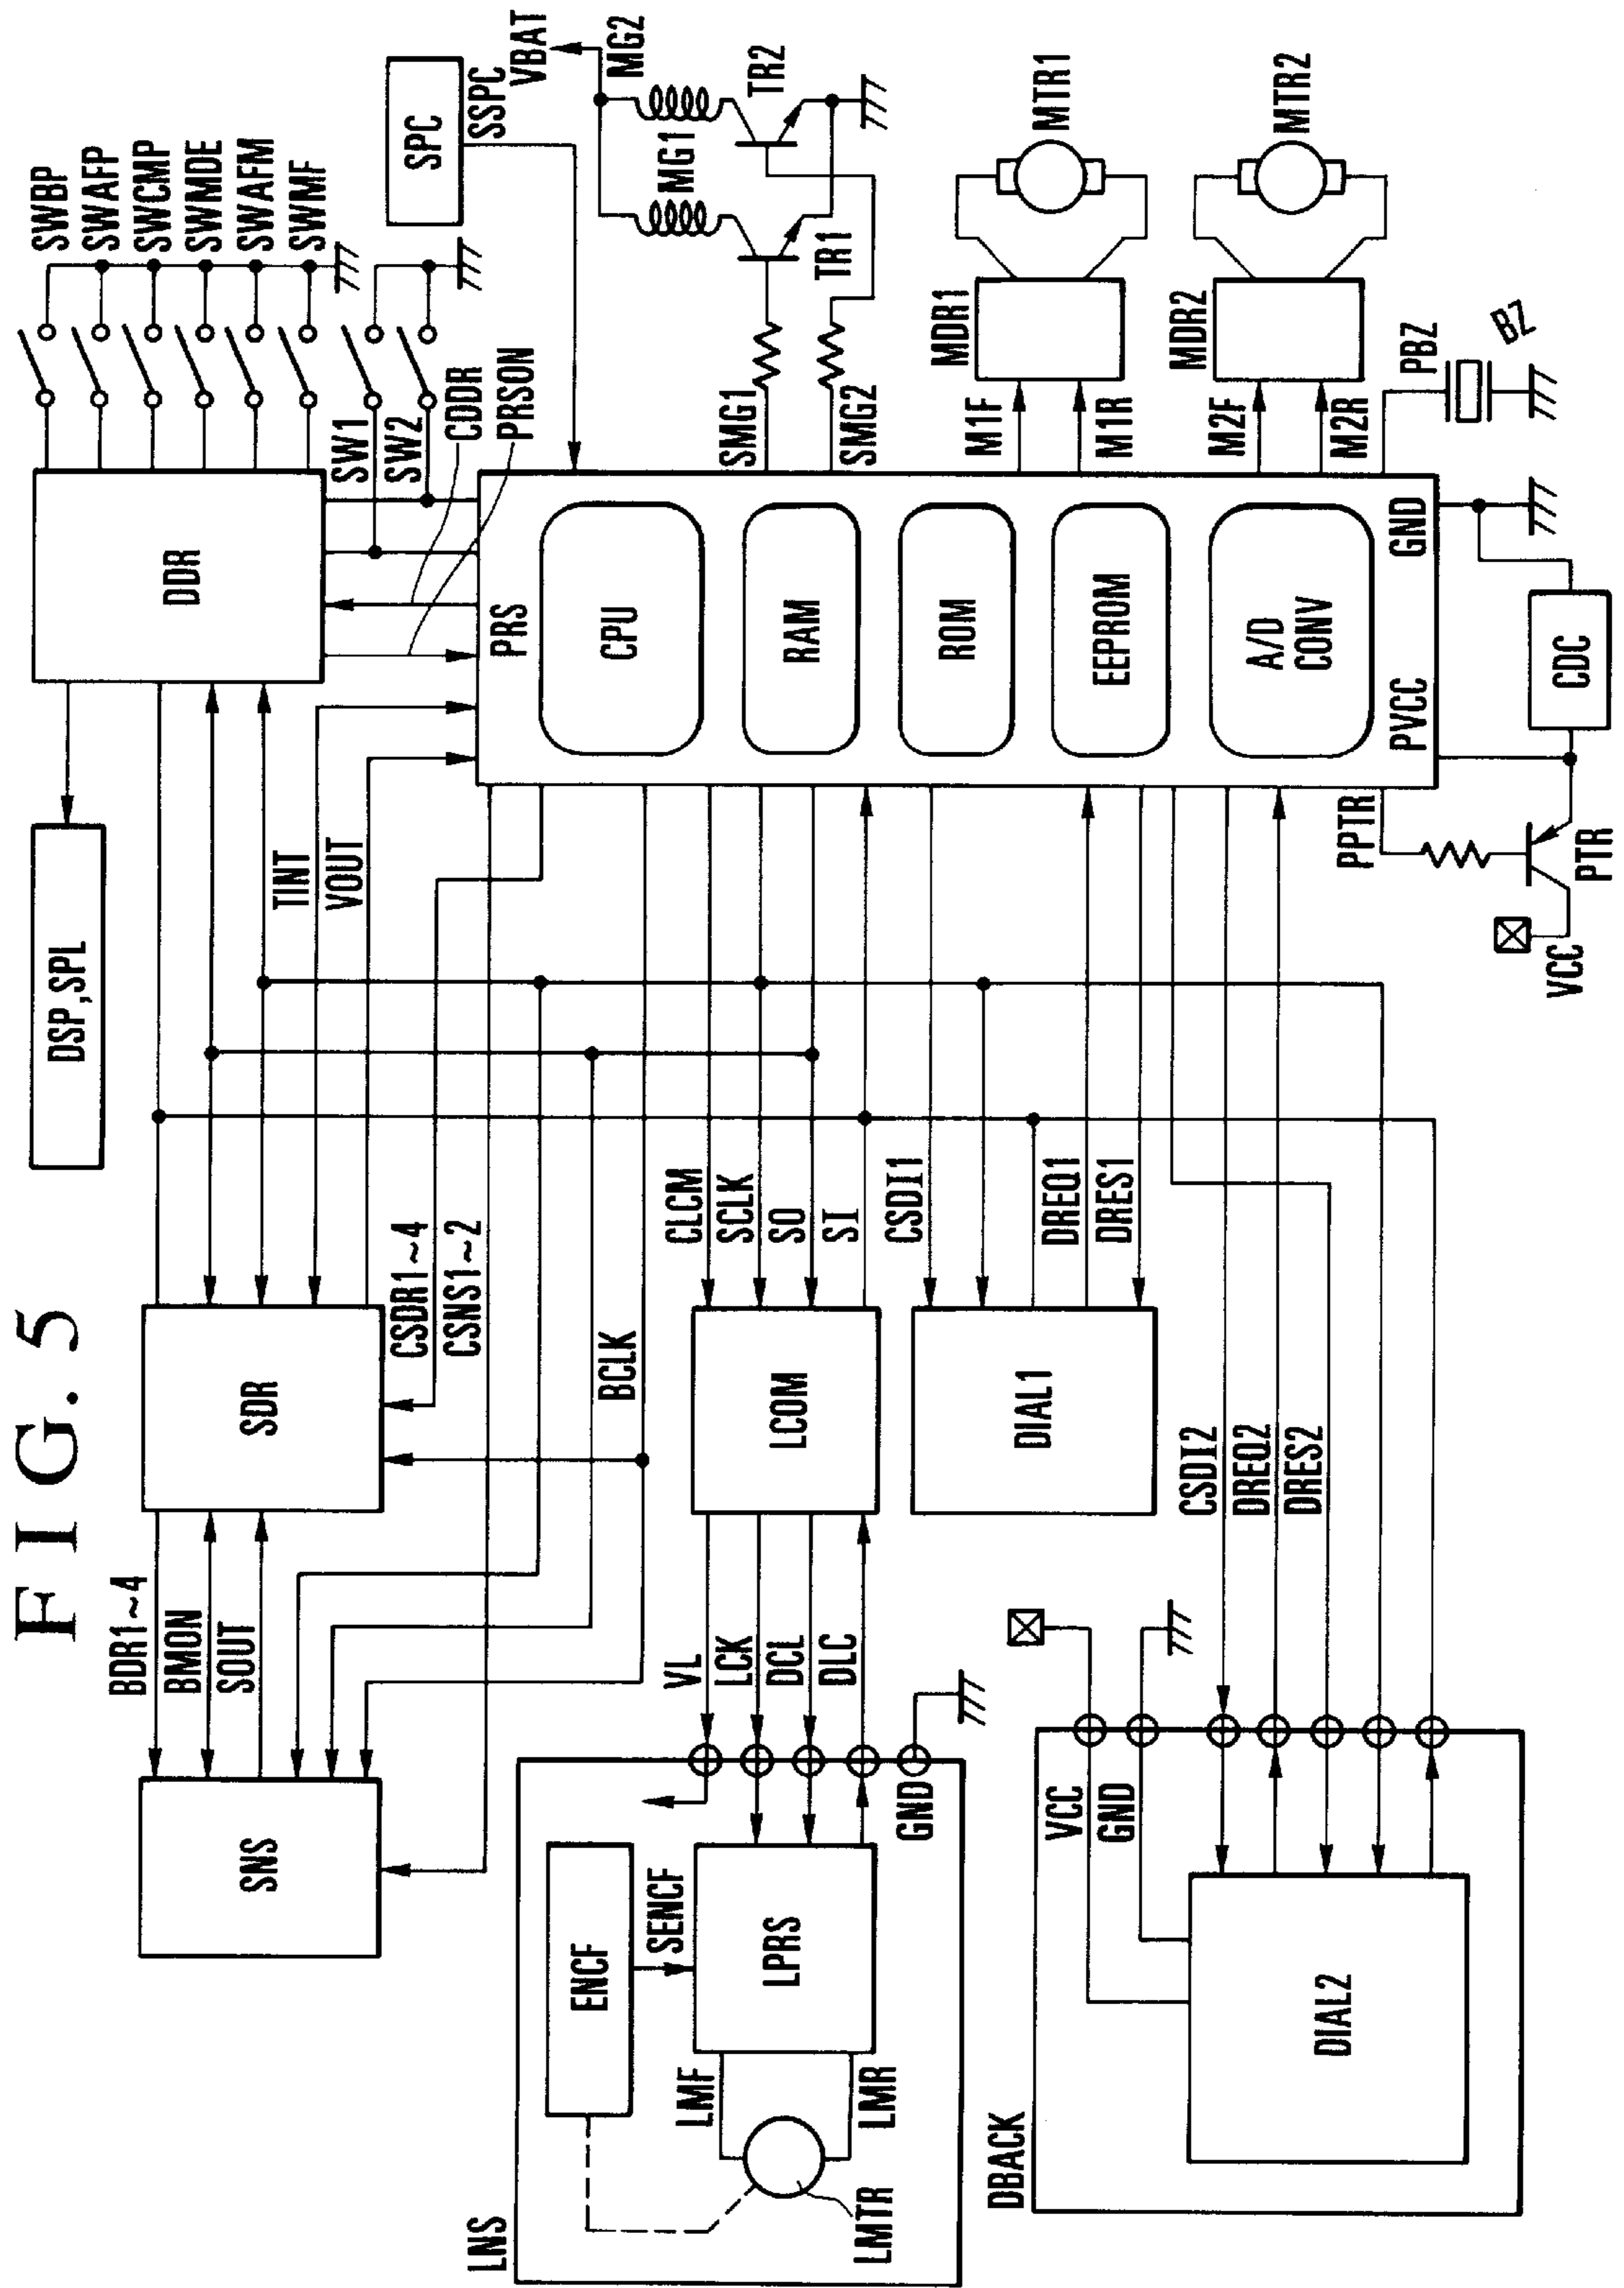 FIG. 5
SWBP
SWAFP
SWCMP
SWMDE
SWAFM
SWMF
SPC
SSPC
VBAT
MG2
MG1
TR2
TR1
MTR1
MTR2
DDR
SW1
SW2
CDDR
PRSON
SMG1
SMG2
MDR1
MDR2
M1F
M1R
M2F
M2R
PBZ
BZ
DSP,SPL
TINT
VOUT
PRS
CPU
RAM
ROM
EEPROM
A/D
CONV
GND
PVCC
CDC
PPTR
PTR
VCC
SDR
CSDR1~4
CSNS1~2
BCLK
CLCM
SCLK
SO
SI
CSDI1
DREQ1
DRES1
LCOM
DIAL1
CSDI2
DREQ2
DRES2
BDR1~4
BMON
SOUT
SNS
VL
LCK
DCL
DLC
GND
ENCF
SENCF
LPRS
LMF
LMR
LMTR
LNS
VCC
GND
DIAL2
DBACK